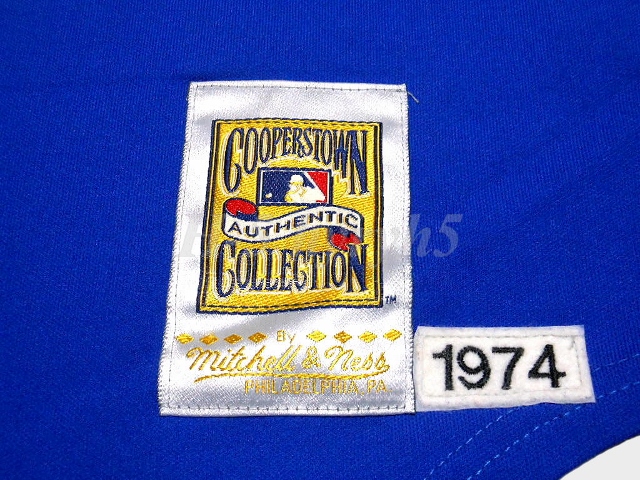 COOPERSTOWN
AUTHENTIC
COLLECTION
TM
By
Mitchell & Ness
PHILADELPHIA, PA
1974